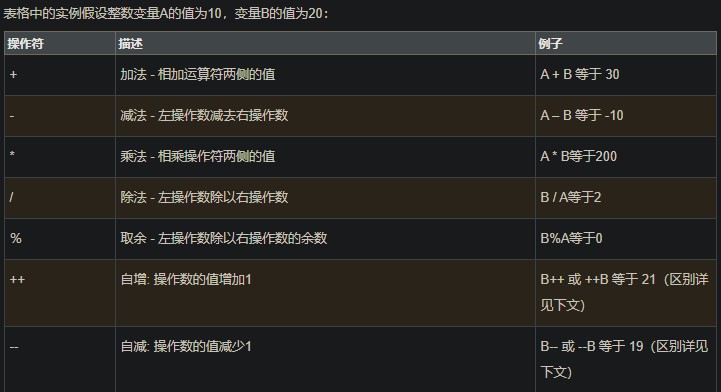 表格中的实例假设整数变量A的值为10，变量B的值为20：
操作符 描述 例子
+ 加法 - 相加运算符两侧的值 A + B 等于 30
- 减法 - 左操作数减去右操作数 A – B 等于 -10
* 乘法 - 相乘操作符两侧的值 A * B等于200
/ 除法 - 左操作数除以右操作数 B / A等于2
% 取余 - 左操作数除以右操作数的余数 B%A等于0
++ 自增: 操作数的值增加1 B++ 或 ++B 等于 21（区别详
见下文）
-- 自减: 操作数的值减少1 B-- 或 --B 等于 19（区别详见
下文）